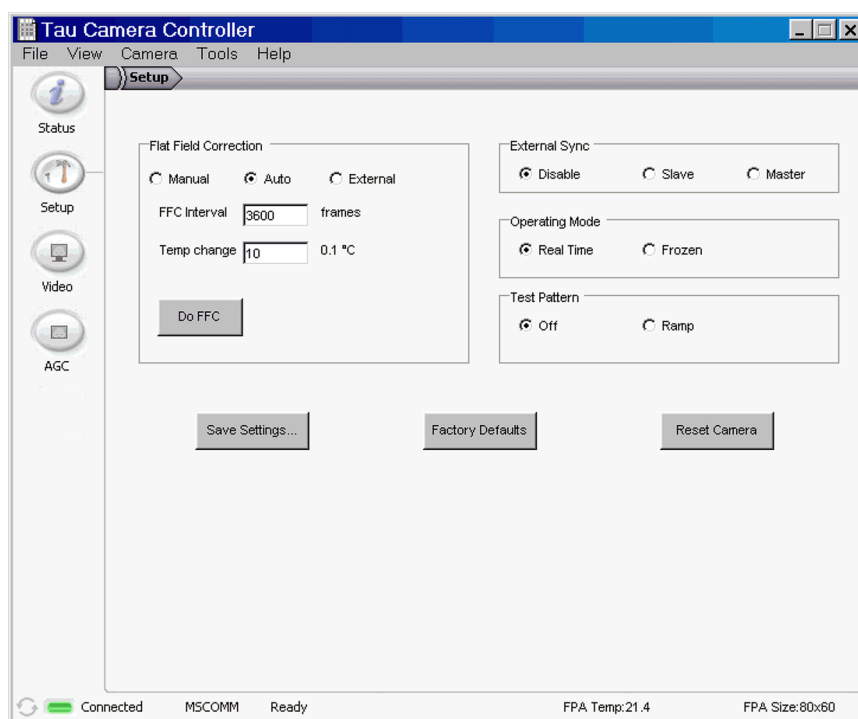 Tau Camera Controller
File View Camera Tools Help
Setup
Status
Setup
Video
AGC
Flat Field Correction
Manual Auto External
FFC Interval 3600 frames
Temp change 10 0.1 °C
Do FFC
External Sync
Disable Slave Master
Operating Mode
Real Time Frozen
Test Pattern
Off Ramp
Save Settings... Factory Defaults Reset Camera
Connected MSCOMM Ready FPA Temp:21.4 FPA Size:80x60